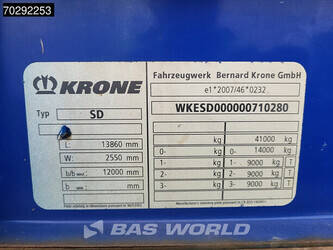 70292253
KRONE
Fahrzeugwerk Bernard Krone GmbH
e1*2007/46*0232
Typ SD
WKESD000000710280
L: 13860 mm
W: 2550 mm
b/b 12000 mm
b mm
kg 41000 kg
0- kg 0- 14000 kg
1- kg 1- 9000 kg T
2- kg 2- 9000 kg T
3- kg 3- 9000 kg T
BAS WORLD